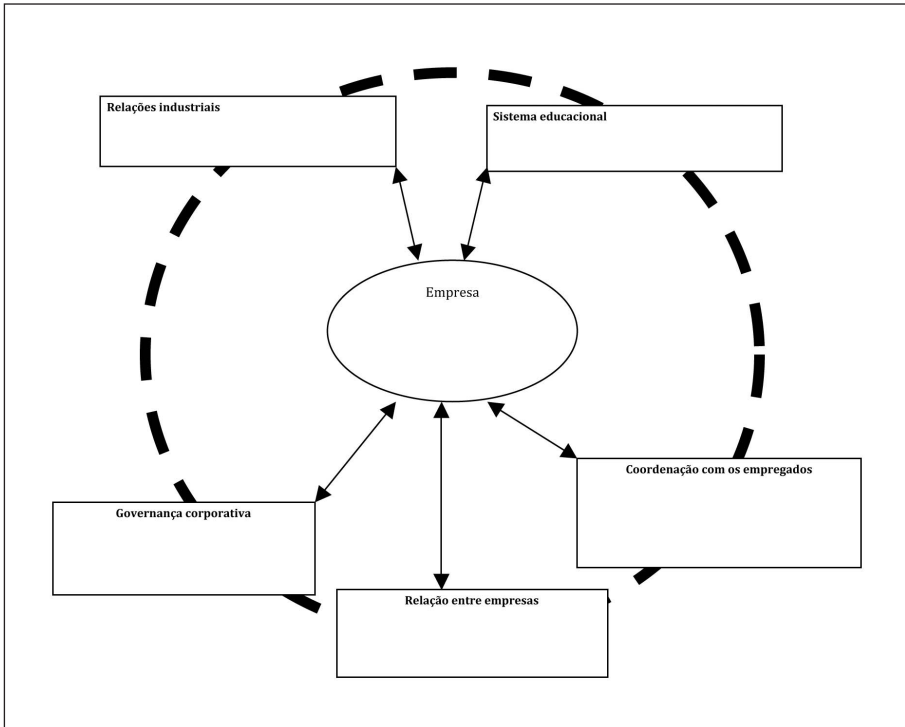 Relações industriais
Sistema educacional
Empresa
Coordenação com os empregados
Governança corporativa
Relação entre empresas